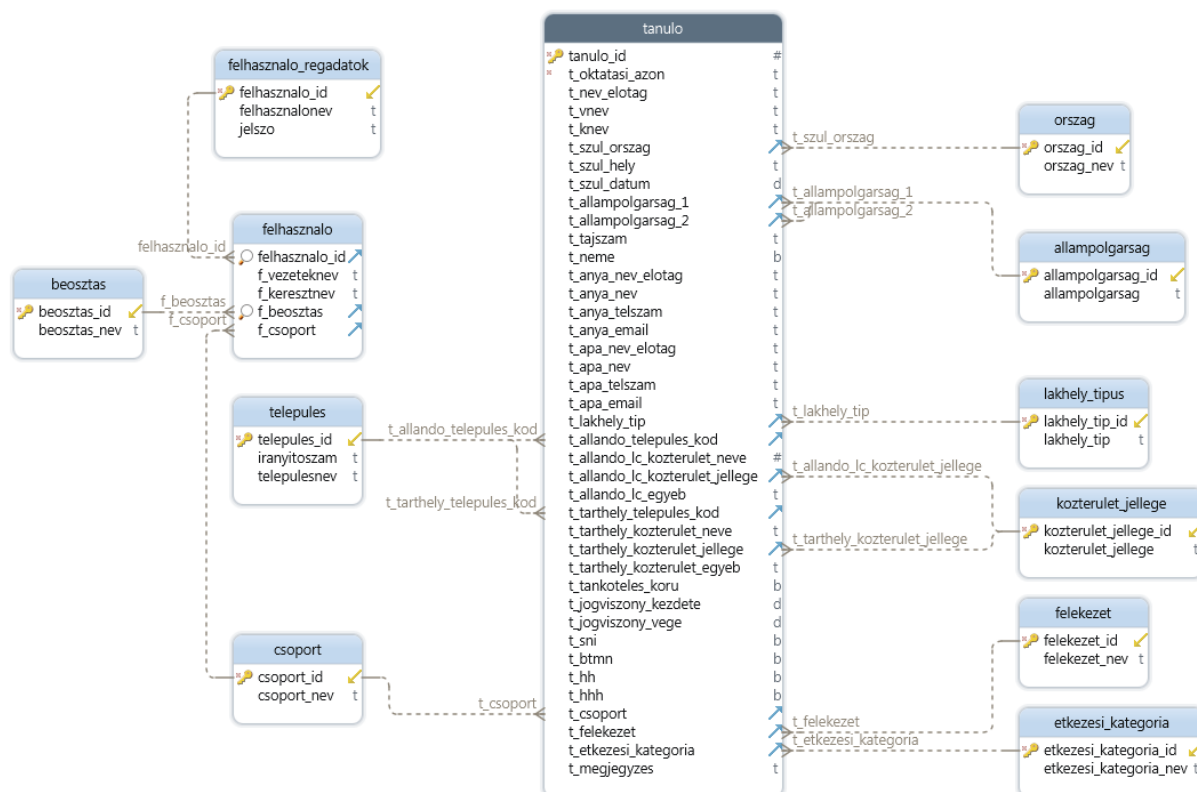 felhasznalo_regadatok
felhasznalo_id
felhasznalonev t
jelszo t
felhasznalo_id
felhasznalo
felhasznalo_id
f_vezeteknev t
f_keresztnev t
f_beosztas
f_csoport
beosztas
beosztas_id
beosztas_nev t
f_beosztas
f_csoport
telepules
telepules_id
iranyitoszam t
telepulesnev t
t_allando_telepules_kod
t_tarthely_telepules_kod
csoport
csoport_id
csoport_nev t
t_csoport
tanulo
tanulo_id #
t_oktatasi_azon t
t_nev_elotag t
t_vnev t
t_knev t
t_szul_orszag
t_szul_hely t
t_szul_datum d
t_allampolgarsag_1
t_allampolgarsag_2
t_tajszam t
t_neme b
t_anya_nev_elotag t
t_anya_nev t
t_anya_telszam t
t_anya_email t
t_apa_nev_elotag t
t_apa_nev t
t_apa_telszam t
t_apa_email t
t_lakhely_tip
t_allando_telepules_kod
t_allando_lc_kozterulet_neve #
t_allando_lc_kozterulet_jellege
t_allando_lc_egyeb t
t_tarthely_telepules_kod
t_tarthely_kozterulet_neve t
t_tarthely_kozterulet_jellege
t_tarthely_kozterulet_egyeb t
t_tankoteles_koru b
t_jogviszony_kezdete d
t_jogviszony_vege d
t_sni b
t_btmn b
t_hh b
t_hhh b
t_csoport
t_felekezet
t_etkezesi_kategoria
t_megjegyzes t
t_szul_orszag
orszag
orszag_id
orszag_nev t
t_allampolgarsag_1
t_allampolgarsag_2
allampolgarsag
allampolgarsag_id
allampolgarsag t
t_lakhely_tip
lakhely_tipus
lakhely_tip_id
lakhely_tip t
t_allando_lc_kozterulet_jellege
t_tarthely_kozterulet_jellege
kozterulet_jellege
kozterulet_jellege_id
kozterulet_jellege t
t_felekezet
felekezet
felekezet_id
felekezet_nev t
t_etkezesi_kategoria
etkezesi_kategoria
etkezesi_kategoria_id
etkezesi_kategoria_nev t